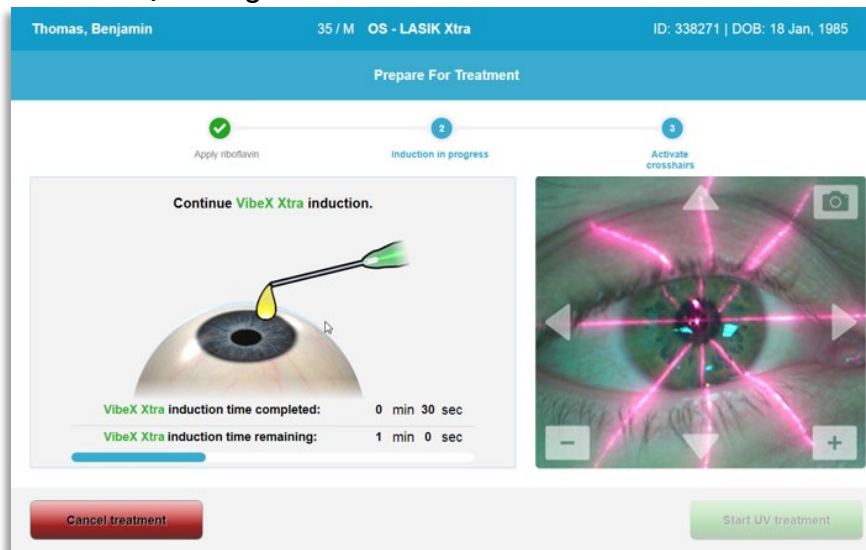 Thomas, Benjamin 35 / M OS - LASIK Xtra ID: 338271 | DOB: 18 Jan, 1985
Prepare For Treatment
2 3
Apply riboflavin Induction in progress Activate
crosshairs
Continue VibeX Xtra induction.
VibeX Xtra induction time completed: 0 min 30 sec
VibeX Xtra induction time remaining: 1 min 0 sec
Cancel treatment Start UV treatment